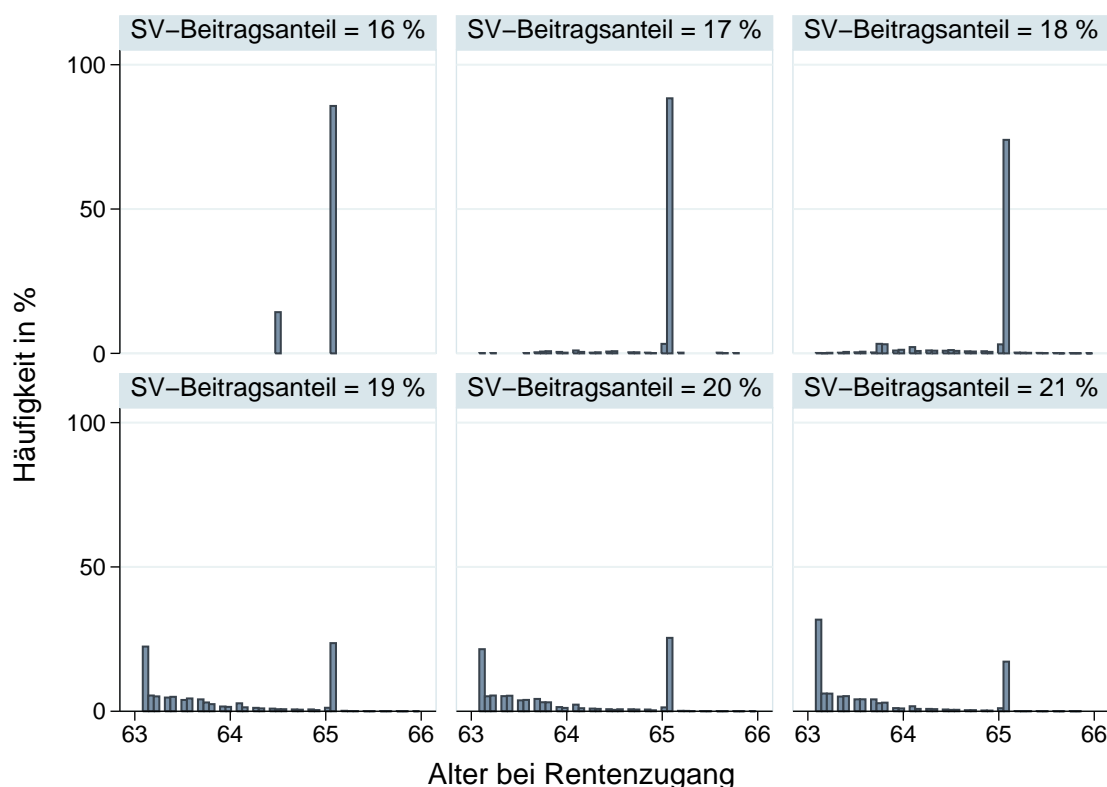 SV−Beitragsanteil = 16 %
SV−Beitragsanteil = 17 %
SV−Beitragsanteil = 18 %
100
50
0
SV−Beitragsanteil = 19 %
SV−Beitragsanteil = 20 %
SV−Beitragsanteil = 21 %
100
50
0
63 64 65 66
63 64 65 66
63 64 65 66
Häufigkeit in %
Alter bei Rentenzugang